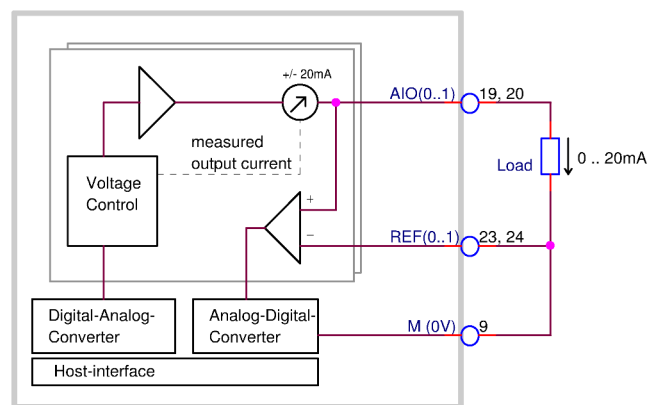 +/- 20mA
AIO(0..1) 19, 20
measured
output current
Load
0 .. 20mA
Voltage
Control
+
−
REF(0..1) 23, 24
Digital-Analog-
Converter
Analog-Digital-
Converter
M (0V) 9
Host-interface